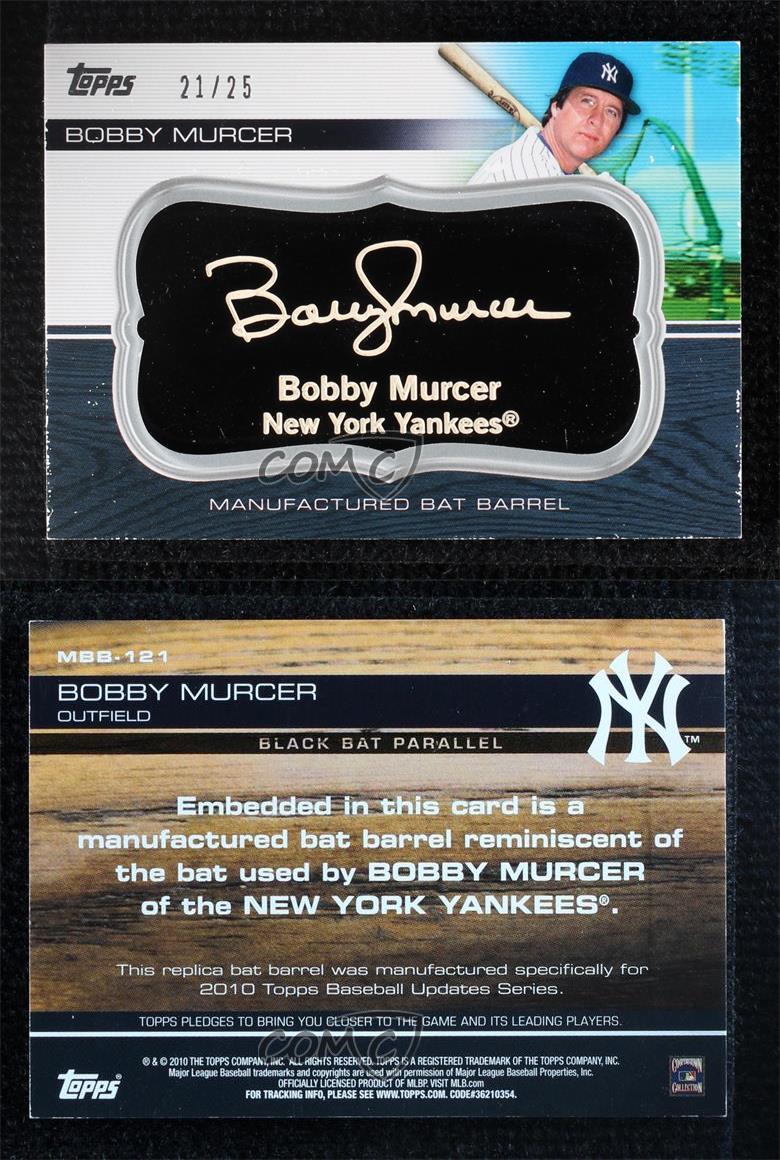 Topps
21/25
BOBBY MURCER
Bobby Murcer
Bobby Murcer
New York Yankees®
COMC
MANUFACTURED BAT BARREL
MBB-121
BOBBY MURCER
OUTFIELD
NY™
BLACK BAT PARALLEL
Embedded in this card is a
manufactured bat barrel reminiscent of
the bat used by BOBBY MURCER
of the NEW YORK YANKEES®.
This replica bat barrel was manufactured specifically for
2010 Topps Baseball Updates Series.
TOPPS PLEDGES TO BRING YOU CLOSER TO THE GAME AND ITS LEADING PLAYERS.
COMC
® & © 2010 THE TOPPS COMPANY, INC. ALL RIGHTS RESERVED. TOPPS IS A REGISTERED TRADEMARK OF THE TOPPS COMPANY, INC.
Major League Baseball trademarks and copyrights are used with permission of Major League Baseball Properties, Inc.
OFFICIALLY LICENSED PRODUCT OF MLBP. VISIT MLB.com
FOR TRACKING INFO, PLEASE SEE WWW.TOPPS.COM. CODE#36210354.
Topps®
COOPERSTOWN
COLLECTION